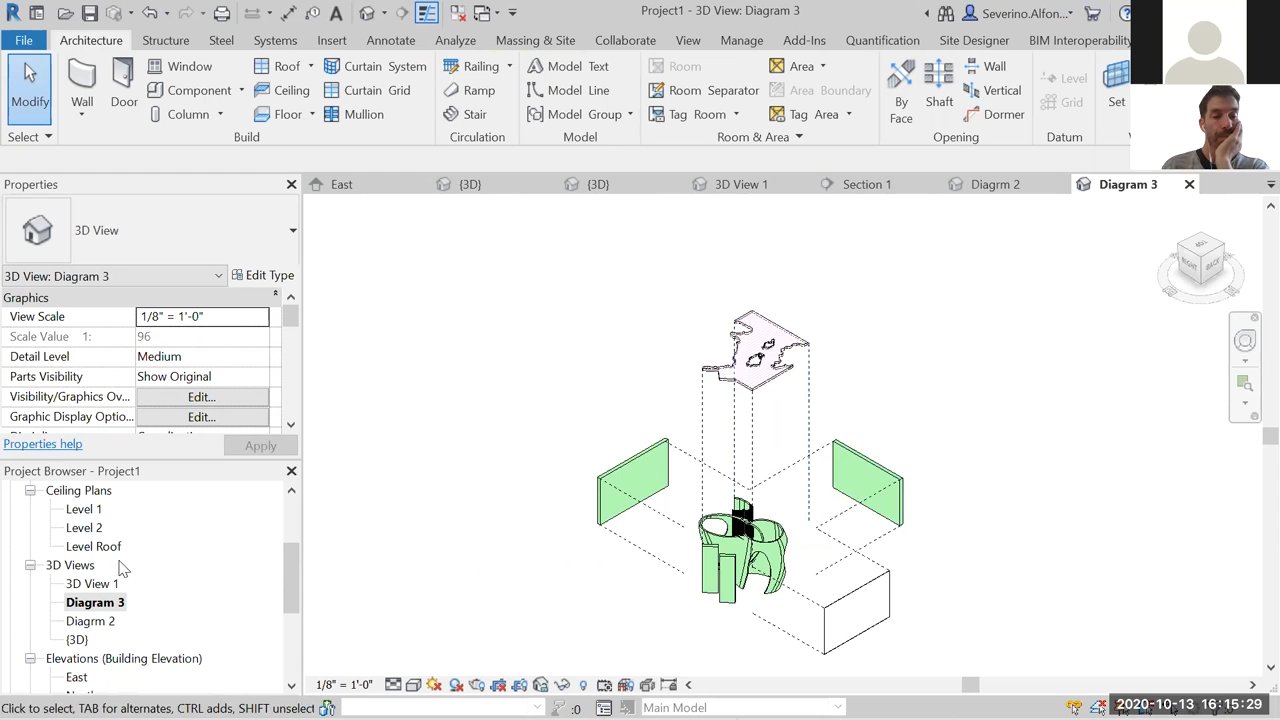 Project1 - 3D View: Diagram 3
Severino.Alfon...
File
Architecture
Structure
Steel
Systems
Insert
Annotate
Analyze
Massing & Site
Collaborate
View
Manage
Add-Ins
Quantification
Site Designer
BIM Interoperability
Modify
Wall
Door
Window
Component
Column
Roof
Ceiling
Floor
Curtain System
Curtain Grid
Mullion
Railing
Ramp
Stair
Model Text
Model Line
Model Group
Room
Room Separator
Tag Room
Area
Area Boundary
Tag Area
By
Face
Shaft
Wall
Vertical
Dormer
Level
Grid
Set
Select
Build
Circulation
Model
Room & Area
Opening
Datum
Properties
East
{3D}
{3D}
3D View 1
Section 1
Diagrm 2
Diagram 3
3D View
3D View: Diagram 3
Edit Type
Graphics
View Scale
1/8" = 1'-0"
Scale Value 1:
96
Detail Level
Medium
Parts Visibility
Show Original
Visibility/Graphics Ov...
Edit...
Graphic Display Optio...
Edit...
Properties help
Apply
Project Browser - Project1
Ceiling Plans
Level 1
Level 2
Level Roof
3D Views
3D View 1
Diagram 3
Diagrm 2
{3D}
Elevations (Building Elevation)
East
TOP
RIGHT
BACK
1/8" = 1'-0"
Click to select, TAB for alternates, CTRL adds, SHIFT unselect
:0
Main Model
2020-10-13 16:15:29